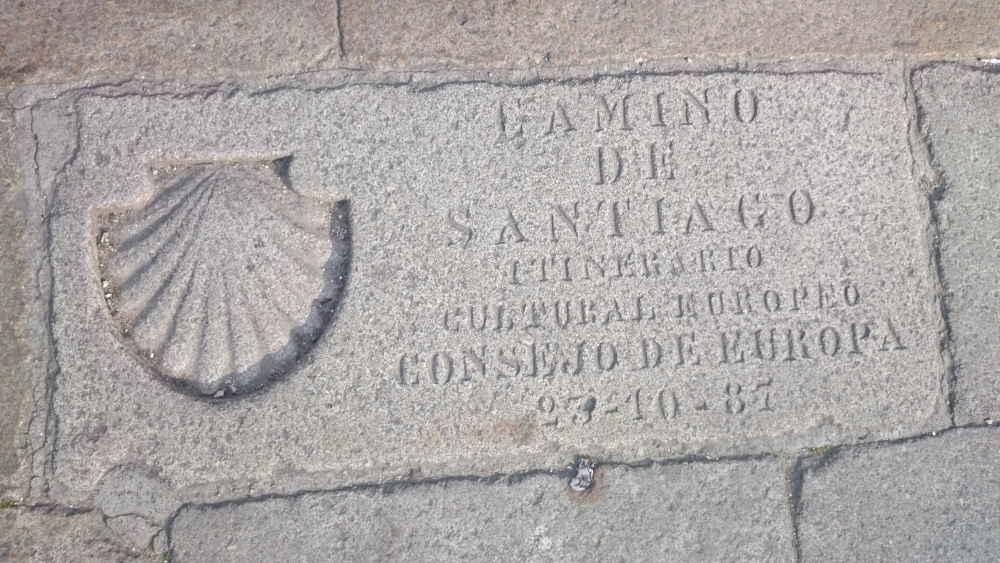 CAMINO
DE
SANTIAGO
ITINERARIO
CULTURAL EUROPEO
CONSEJO DE EUROPA
23-10-87